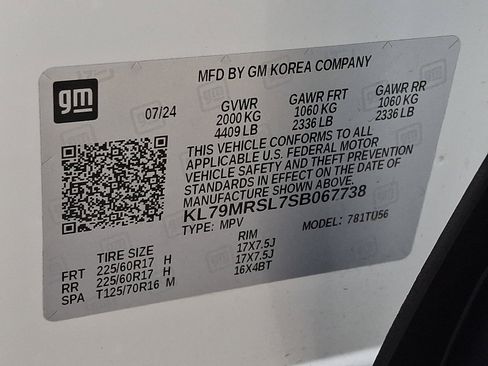 gm
MFD BY GM KOREA COMPANY
07/24 GVWR GAWR FRT GAWR RR
2000 KG 1060 KG 1060 KG
4409 LB 2336 LB 2336 LB
THIS VEHICLE CONFORMS TO ALL
APPLICABLE U.S. FEDERAL MOTOR
VEHICLE SAFETY AND THEFT PREVENTION
STANDARDS IN EFFECT ON THE DATE OF
MANUFACTURE SHOWN ABOVE.
KL79MRSL7SB067738
TYPE: MPV MODEL: 781TU56
TIRE SIZE RIM
FRT 225/60R17 H 17X7.5J
RR 225/60R17 H 17X7.5J
SPA T125/70R16 M 16X4BT